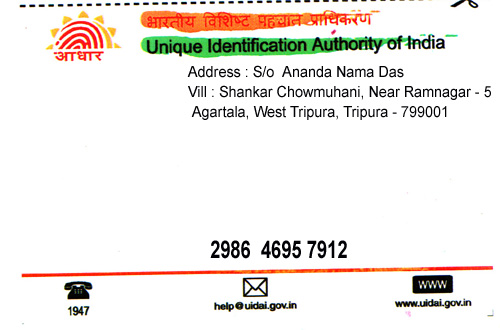 भारतीय विशिष्ट पहचान प्राधिकरण
Unique Identification Authority of India
आधार
Address : S/o Ananda Nama Das
Vill : Shankar Chowmuhani, Near Ramnagar - 5
Agartala, West Tripura, Tripura - 799001
2986 4695 7912
1947
help@uidai.gov.in
WWW
www.uidai.gov.in